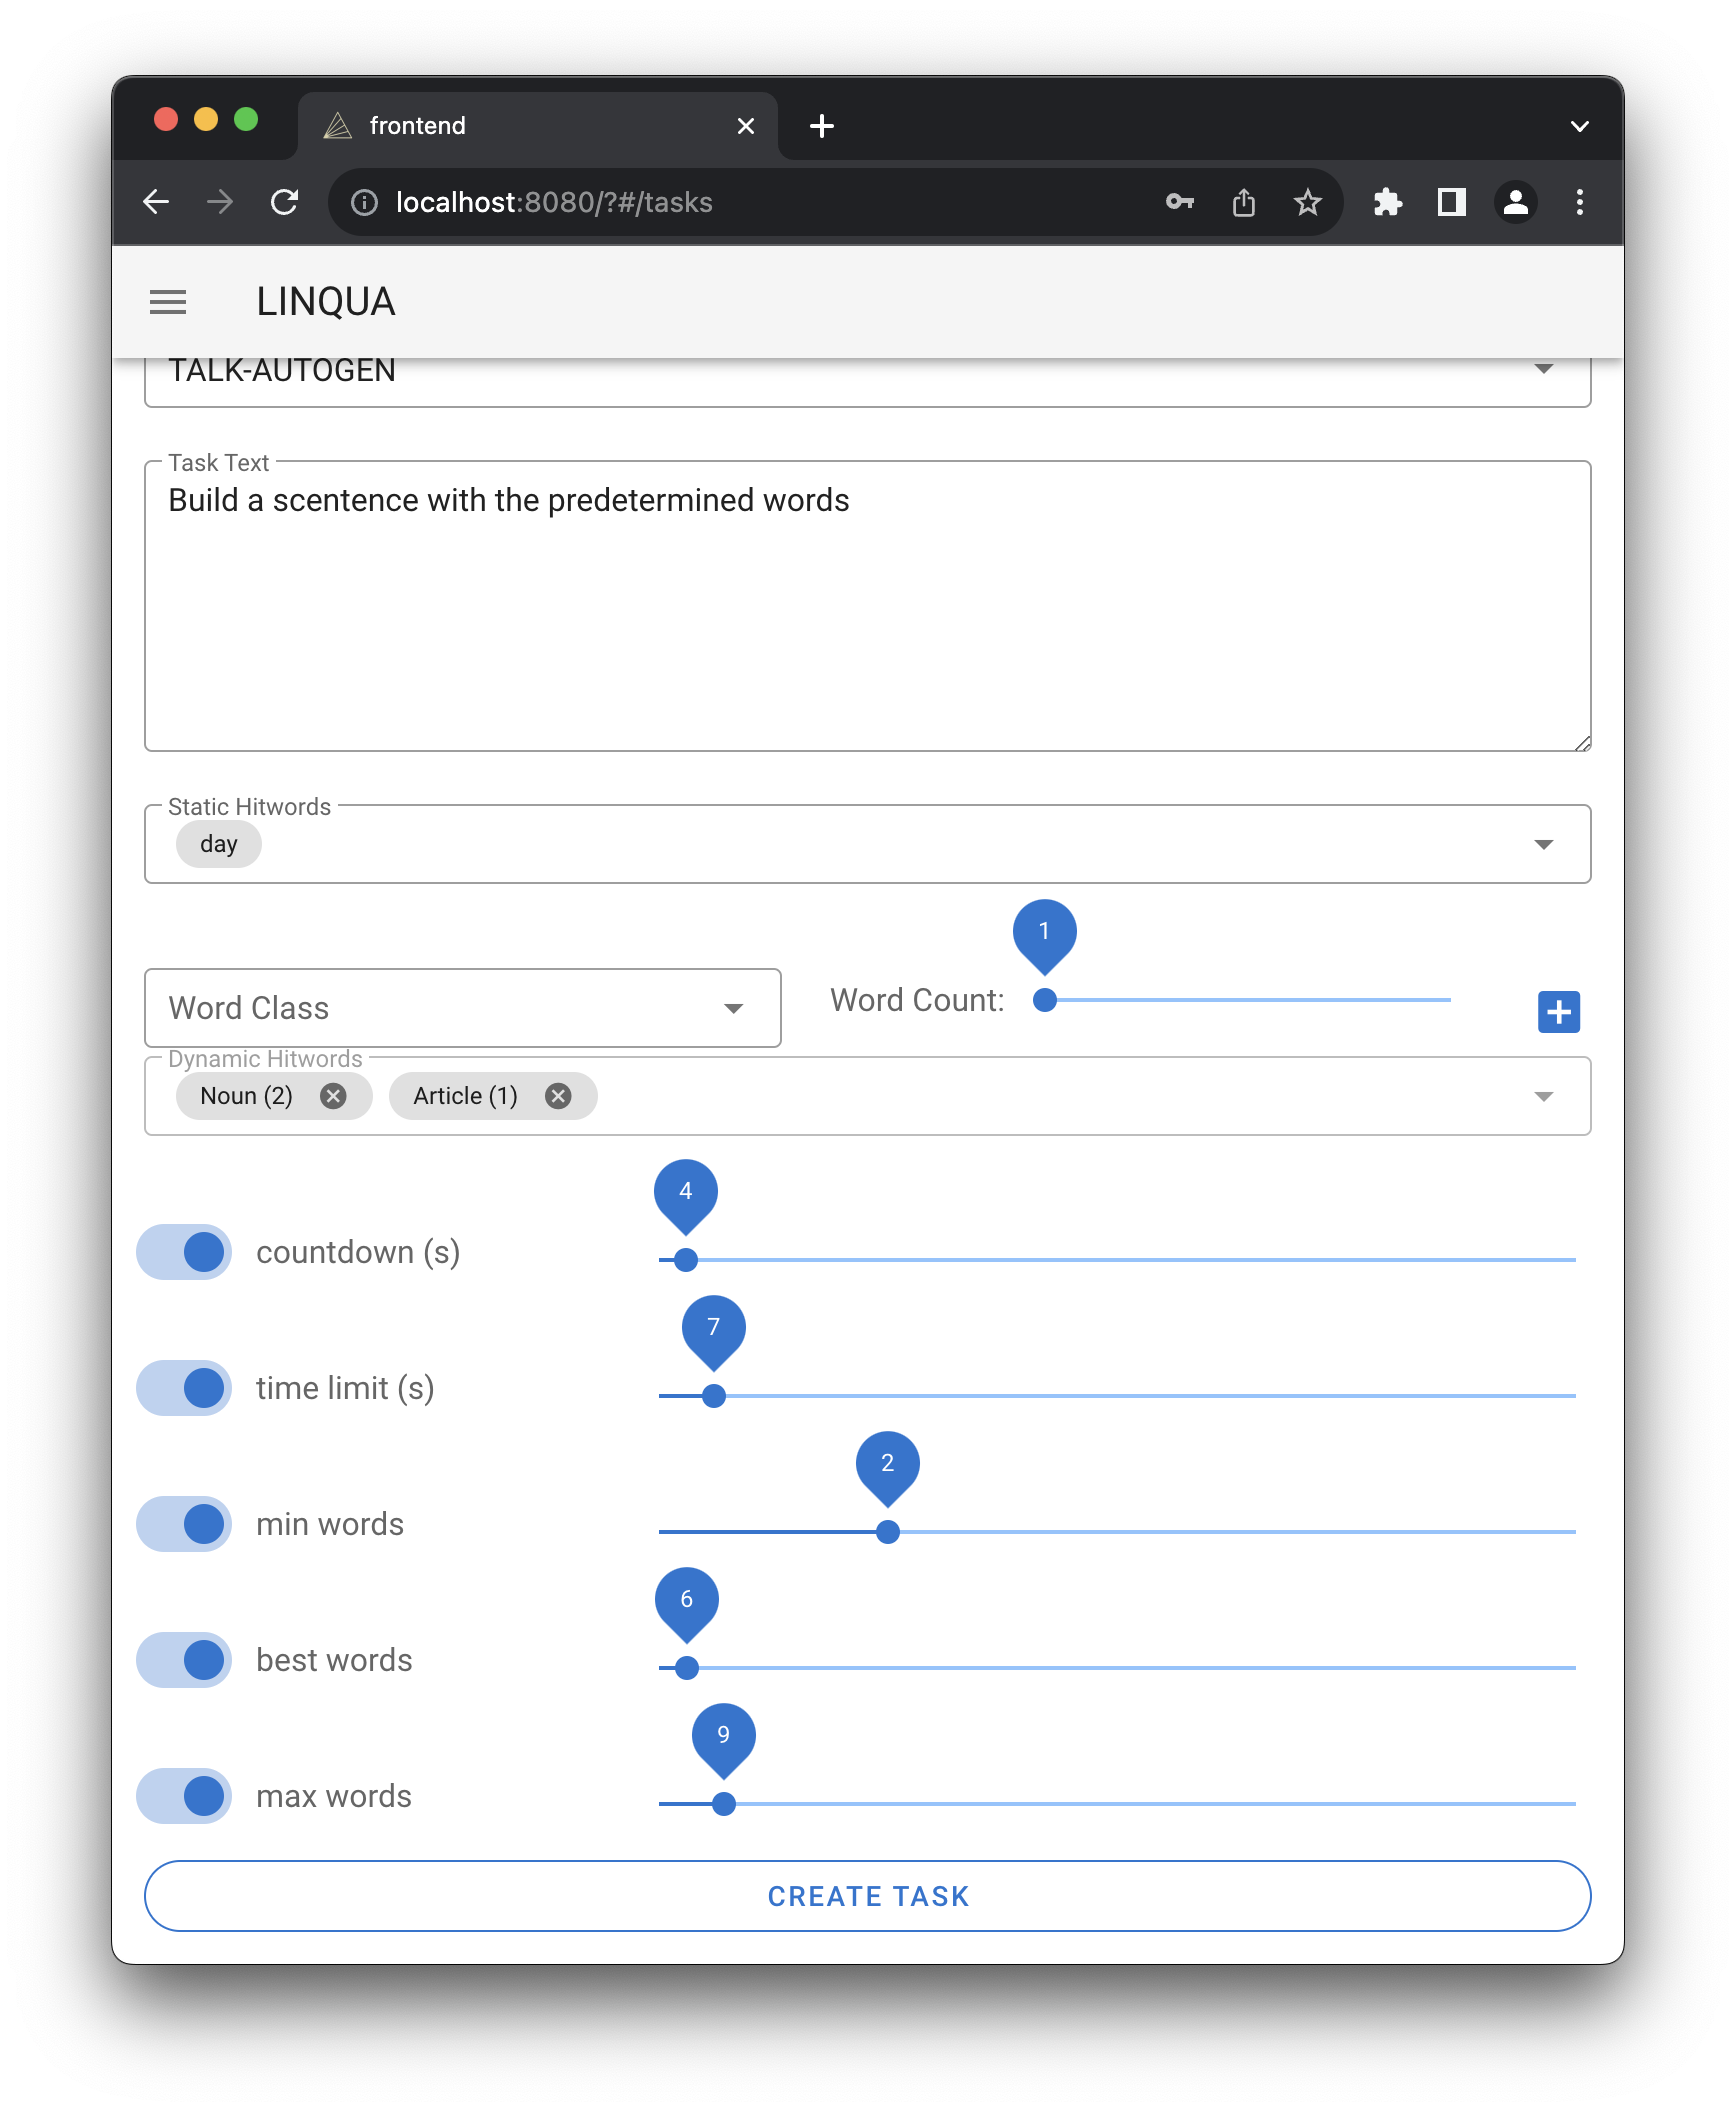 frontend
localhost:8080/?#/tasks
LINQUA
TALK-AUTOGEN
Task Text
Build a scentence with the predetermined words
Static Hitwords
day
1
Word Class
Word Count:
Dynamic Hitwords
Noun (2) Article (1)
4
countdown (s)
7
time limit (s)
2
min words
6
best words
9
max words
CREATE TASK